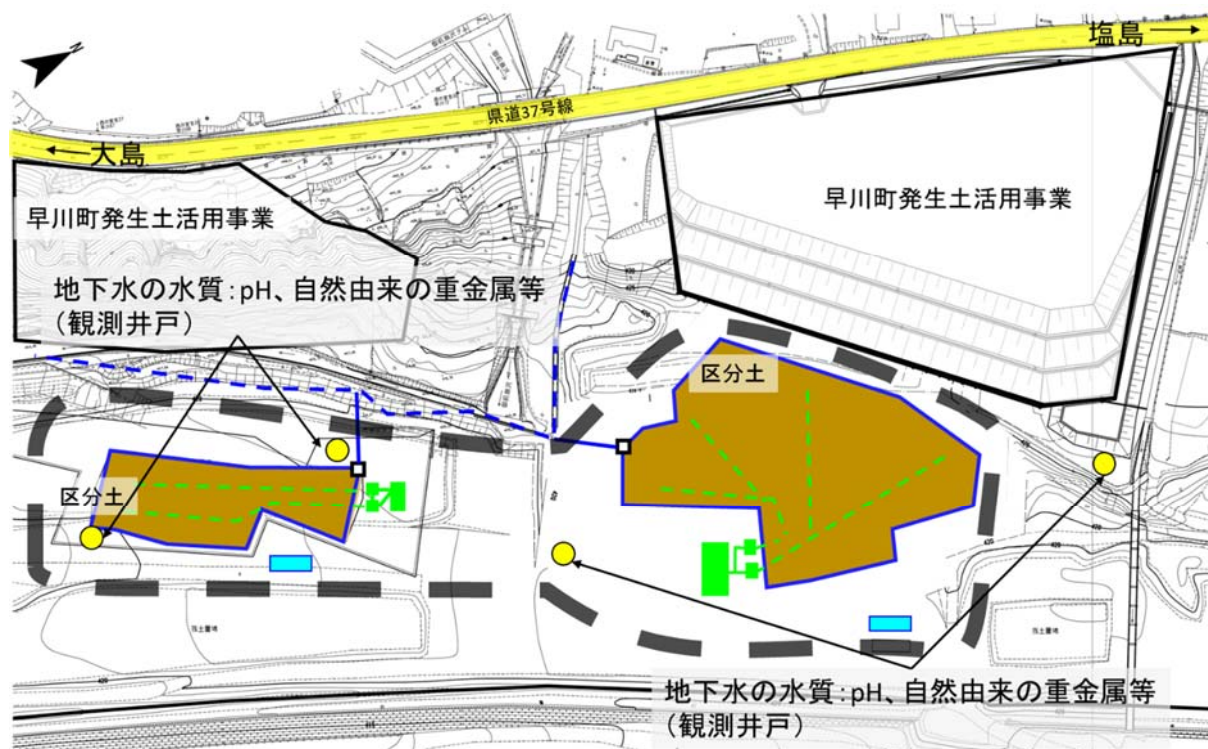 N
塩島
県道37号線
大島
早川町発生土活用事業
早川町発生土活用事業
地下水の水質:pH、自然由来の重金属等
(観測井戸)
区分土
区分土
地下水の水質:pH、自然由来の重金属等
(観測井戸)